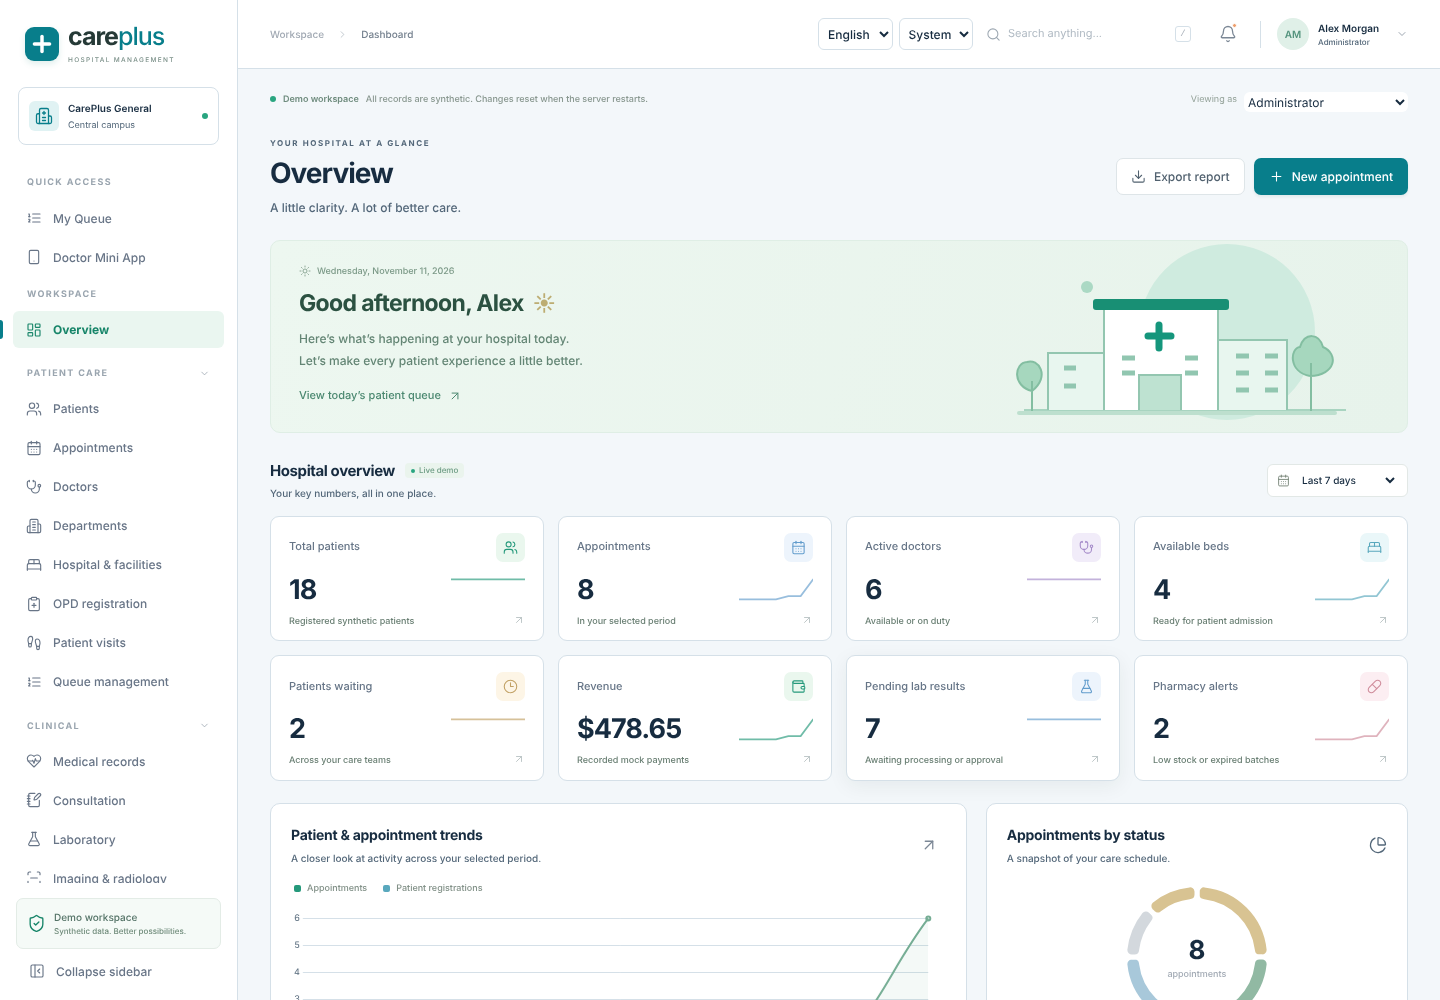 careplus
HOSPITAL MANAGEMENT
CarePlus General
Central campus
QUICK ACCESS
My Queue
Doctor Mini App
WORKSPACE
Overview
PATIENT CARE
Patients
Appointments
Doctors
Departments
Hospital & facilities
OPD registration
Patient visits
Queue management
CLINICAL
Medical records
Consultation
Laboratory
Imaging & radiology
Demo workspace
Synthetic data. Better possibilities.
Collapse sidebar
Workspace
Dashboard
English
System
Search anything...
/
AM
Alex Morgan
Administrator
Demo workspace All records are synthetic. Changes reset when the server restarts.
Viewing as Administrator
YOUR HOSPITAL AT A GLANCE
Overview
A little clarity. A lot of better care.
Export report
New appointment
Wednesday, November 11, 2026
Good afternoon, Alex
Here's what's happening at your hospital today.
Let's make every patient experience a little better.
View today's patient queue
Hospital overview
Live demo
Your key numbers, all in one place.
Last 7 days
Total patients
18
Registered synthetic patients
Appointments
8
In your selected period
Active doctors
6
Available or on duty
Available beds
4
Ready for patient admission
Patients waiting
2
Across your care teams
Revenue
$478.65
Recorded mock payments
Pending lab results
7
Awaiting processing or approval
Pharmacy alerts
2
Low stock or expired batches
Patient & appointment trends
A closer look at activity across your selected period.
Appointments
Patient registrations
6
5
4
3
Appointments by status
A snapshot of your care schedule.
8
appointments